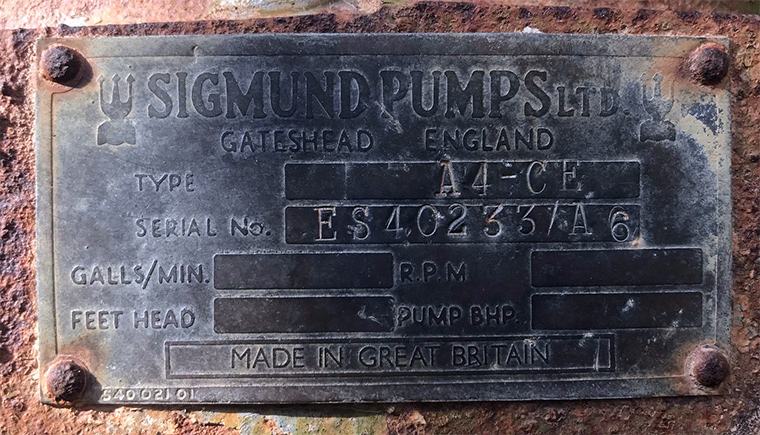 SIGMUND PUMPS LTD.
GATESHEAD ENGLAND
TYPE A4-CE
SERIAL No. ES40233/A6
GALLS/MIN. R.P.M
FEET HEAD PUMP BHP.
MADE IN GREAT BRITAIN
540 021 01